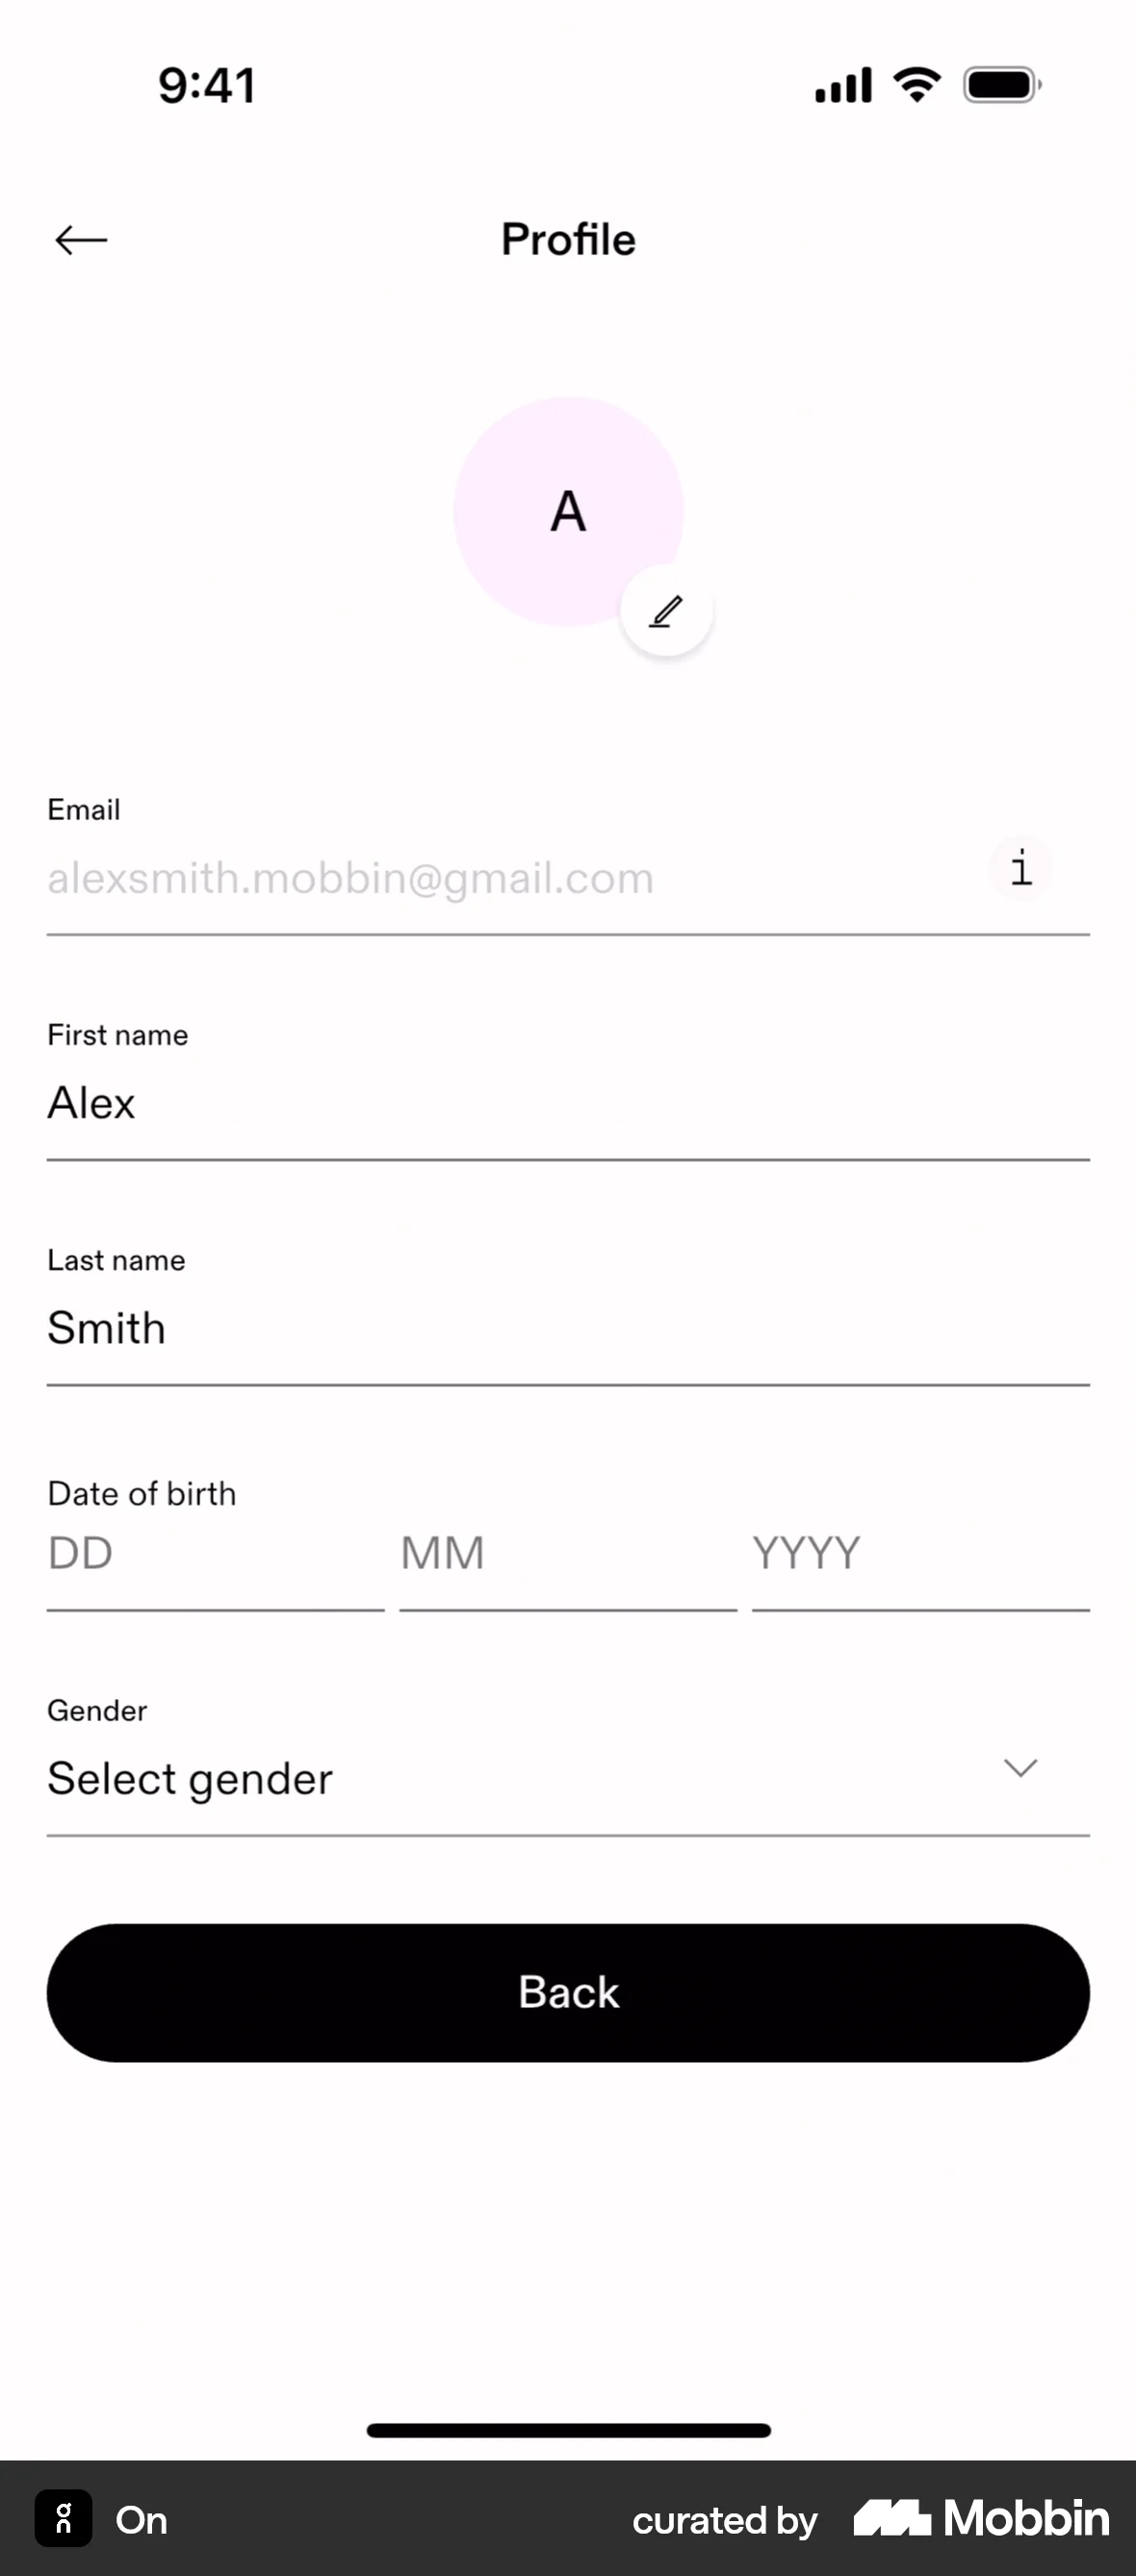 9:41
Profile
A
Email
alexsmith.mobbin@gmail.com
i
First name
Alex
Last name
Smith
Date of birth
DD MM YYYY
Gender
Select gender
Back
On curated by Mobbin